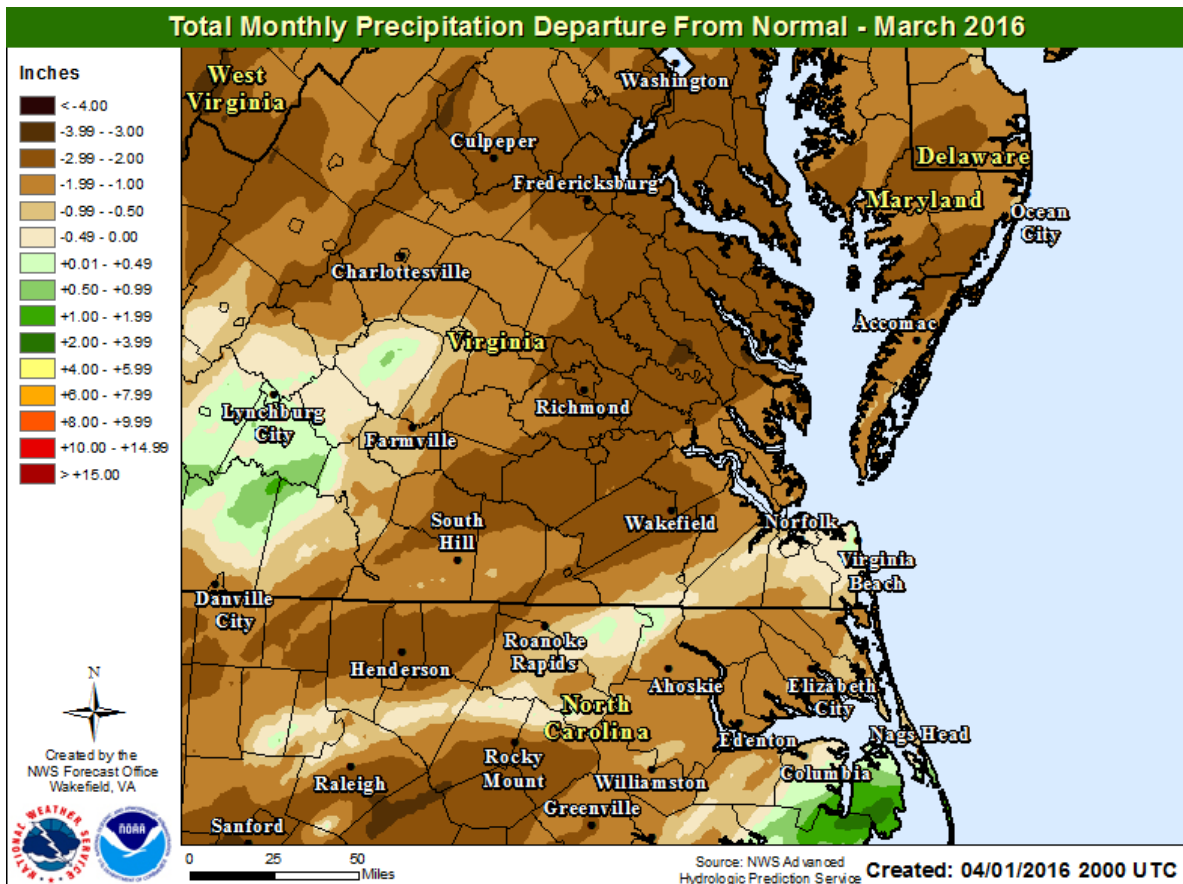 Total Monthly Precipitation Departure From Normal - March 2016
Inches
< -4.00
-3.99 - -3.00
-2.99 - -2.00
-1.99 - -1.00
-0.99 - -0.50
-0.49 - 0.00
+0.01 - +0.49
+0.50 - +0.99
+1.00 - +1.99
+2.00 - +3.99
+4.00 - +5.99
+6.00 - +7.99
+8.00 - +9.99
+10.00 - +14.99
> +15.00
West
Virginia
Washington
Culpeper
Delaware
Fredericksburg
Maryland
Ocean
City
Charlottesville
Accomac
Virginia
Lynchburg
City
Richmond
Farmville
South
Hill
Wakefield
Norfolk
Virginia
Beach
Danville
City
Roanoke
Rapids
Henderson
Ahoskie
Elizabeth
City
North
Carolina
Edenton
Nags Head
Rocky
Mount
Columbia
Raleigh
Williamston
Greenville
Sanford
N
Created by the
NWS Forecast Office
Wakefield, VA
NATIONAL WEATHER SERVICE
NOAA
0 25 50
Miles
Source: NWS Advanced
Hydrologic Prediction Service
Created: 04/01/2016 2000 UTC